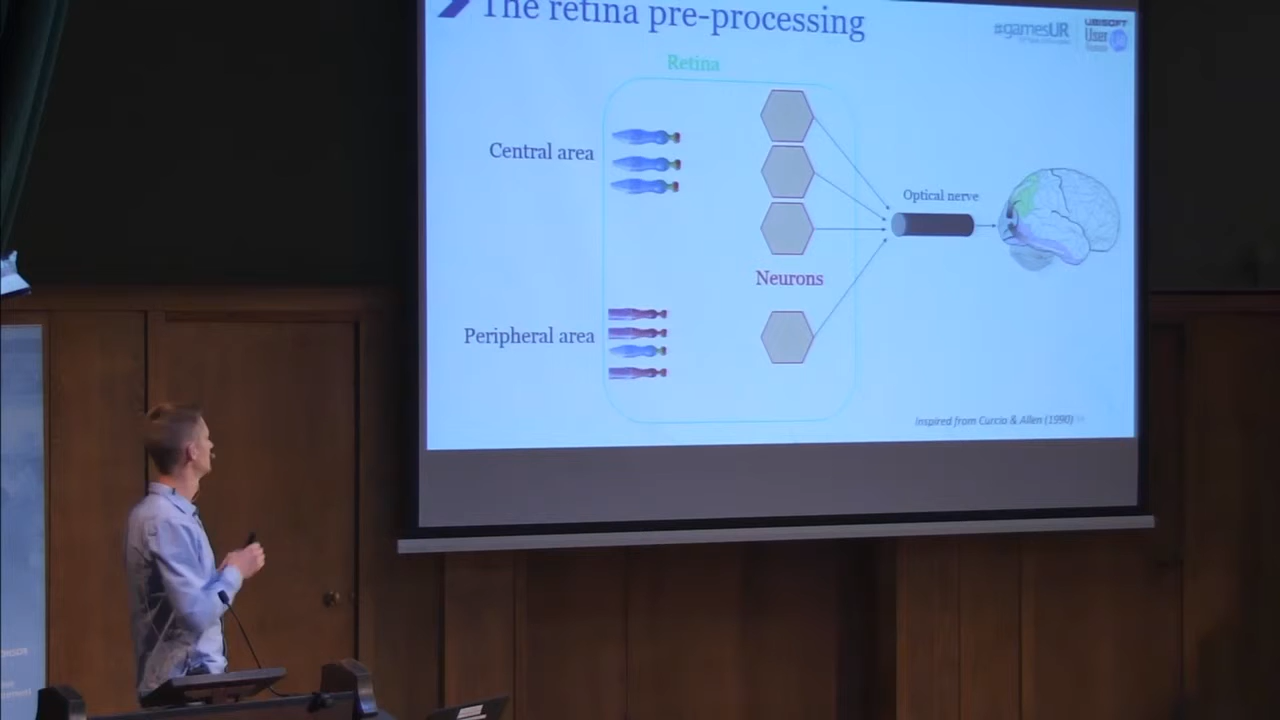 The retina pre-processing
#gamesUR
UBISOFT
User
Retina
Central area
Optical nerve
Neurons
Peripheral area
Inspired from Curcio & Allen (1990)